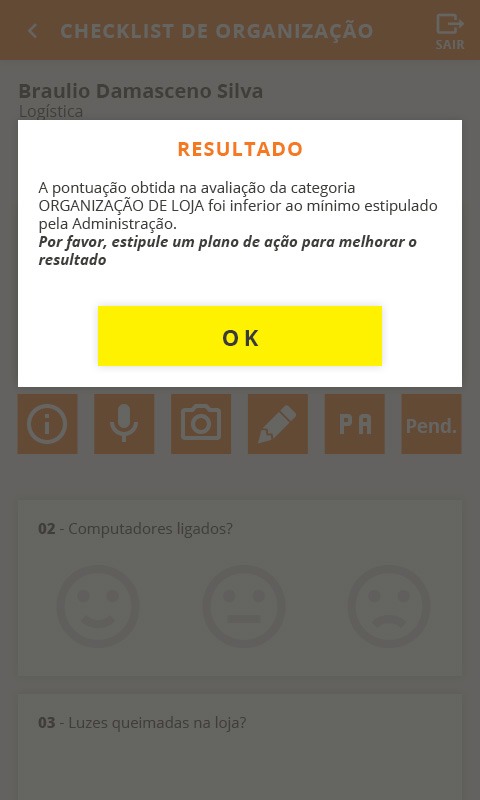 CHECKLIST DE ORGANIZAÇÃO
SAIR
Braulio Damasceno Silva
Logística
RESULTADO
A pontuação obtida na avaliação da categoria
ORGANIZAÇÃO DE LOJA foi inferior ao mínimo estipulado
pela Administração.
Por favor, estipule um plano de ação para melhorar o
resultado
OK
PA
Pend.
02 - Computadores ligados?
03 - Luzes queimadas na loja?